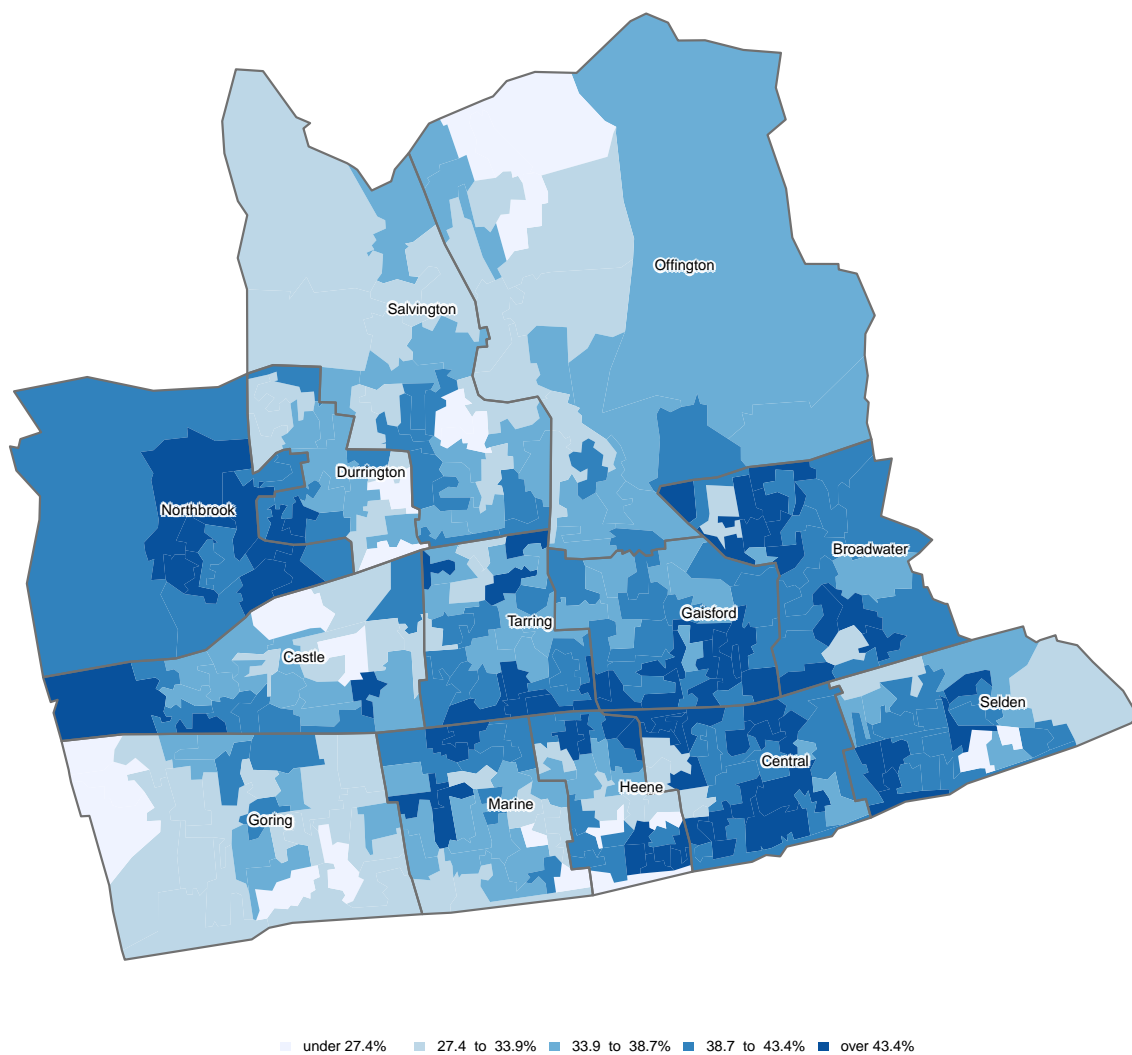 Offington
Salvington
Durrington
Northbrook
Broadwater
Gaisford
Tarring
Castle
Selden
Central
Heene
Marine
Goring
under 27.4% 27.4 to 33.9% 33.9 to 38.7% 38.7 to 43.4% over 43.4%